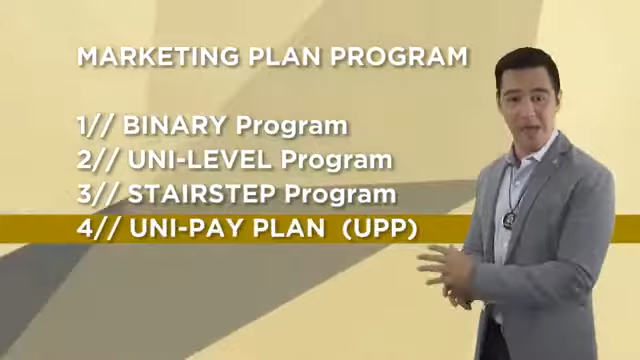 MARKETING PLAN PROGRAM
1// BINARY Program
2// UNI-LEVEL Program
3// STAIRSTEP Program
4// UNI-PAY PLAN (UPP)